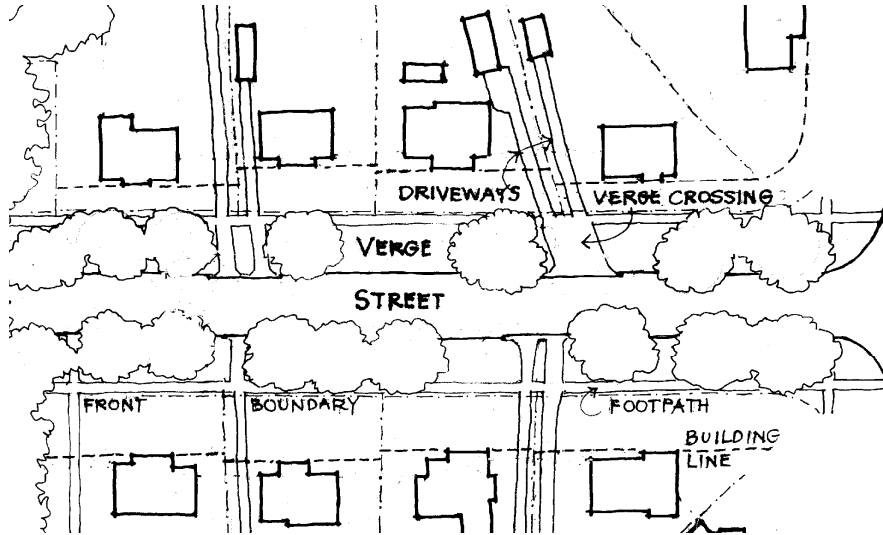 DRIVEWAYS
VERGE CROSSING
VERGE
STREET
FRONT BOUNDARY
FOOTPATH
BUILDING
LINE